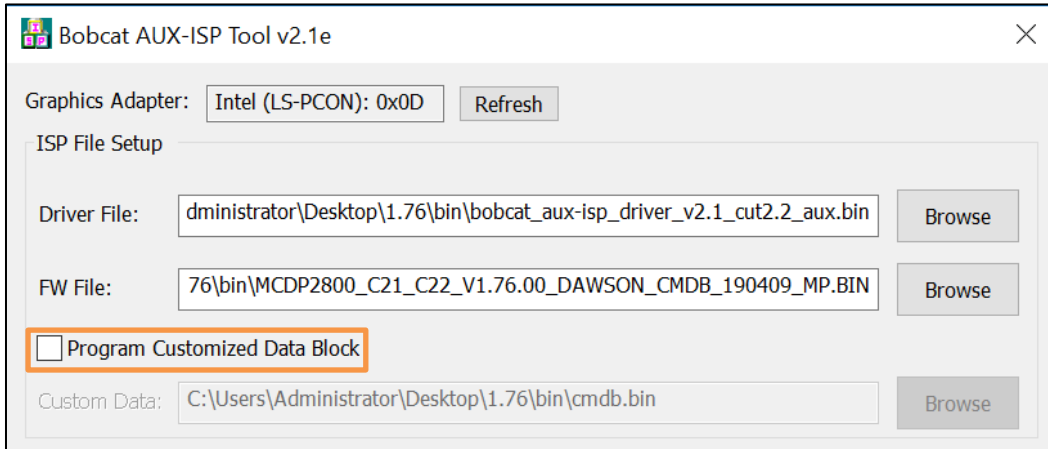 Bobcat AUX-ISP Tool v2.1e
Graphics Adapter: Intel (LS-PCON): 0x0D Refresh
ISP File Setup
Driver File: dministrator\Desktop\1.76\bin\bobcat_aux-isp_driver_v2.1_cut2.2_aux.bin Browse
FW File: 76\bin\MCDP2800_C21_C22_V1.76.00_DAWSON_CMDB_190409_MP.BIN Browse
Program Customized Data Block
Custom Data: C:\Users\Administrator\Desktop\1.76\bin\cmdb.bin Browse